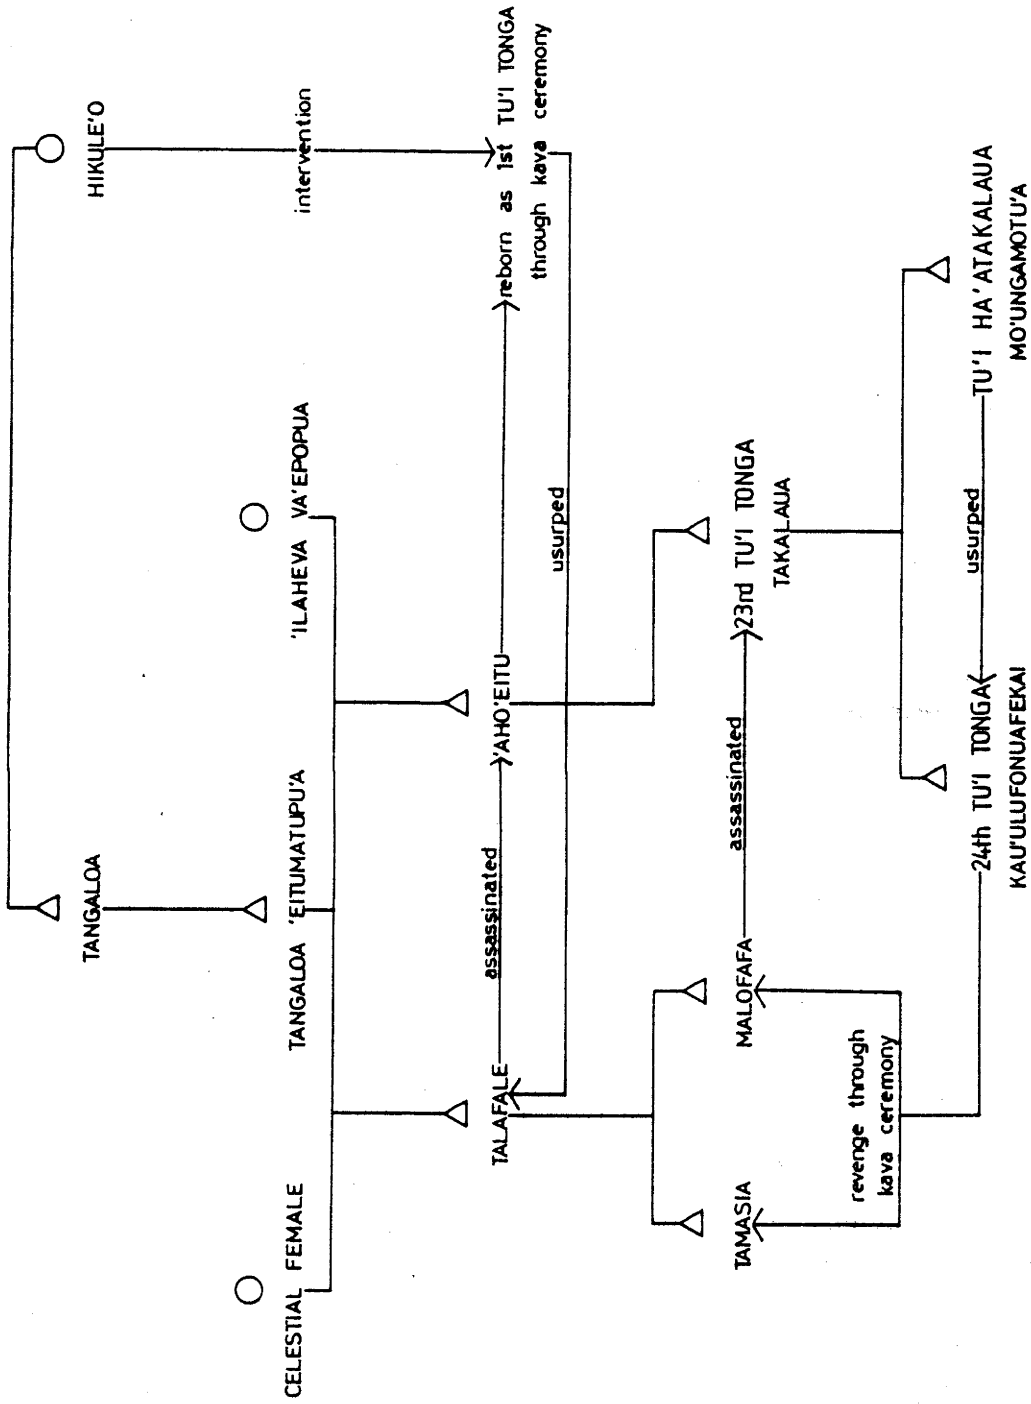 HIKULE'O
TANGALOA
intervention
'ILAHEVA VA'EPOPUA
TANGALOA 'EITUMATUPU'A
CELESTIAL FEMALE
TALAFALE
assassinated
'AHO'EITU
reborn as 1st TU'I TONGA
through kava ceremony
usurped
TAMASIA
MALOFAFA
assassinated
23rd TU'I TONGA
TAKALAUA
revenge through
kava ceremony
24th TU'I TONGA
KAU'ULUFONUAFEKAI
usurped
TU'I HA'ATAKALAUA
MO'UNGAMOTU'A